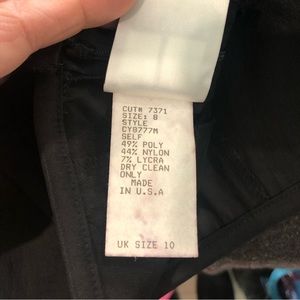 CUT# 7371
SIZE: 8
STYLE
CY8777M
SELF
49% POLY
44% NYLON
7% LYCRA
DRY CLEAN
ONLY
MADE
IN U.S.A
UK SIZE 10